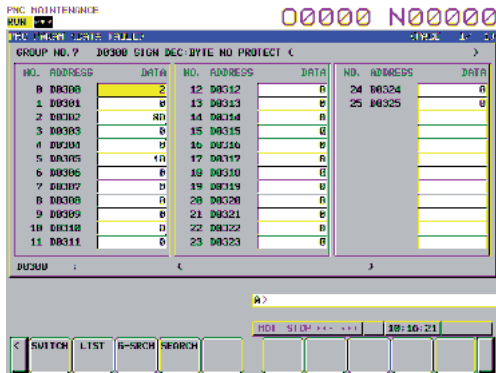 PMC MAINTENANCE
RUN ***
O0000 N00000
PMC PARAM (DATA TABLE)
GROUP NO.7 D0300 SIGN DEC:BYTE NO PROTECT ( )
NO. ADDRESS DATA NO. ADDRESS DATA NO. ADDRESS DATA
0 D0300 2 12 D0312 0 24 D0324 0
1 D0301 0 13 D0313 0 25 D0325 0
2 D0302 14 D0314 0
3 D0303 0 15 D0315 0
4 D0304 0 16 D0316 0
5 D0305 10 17 D0317 0
6 D0306 0 18 D0318 0
7 D0307 0 19 D0319 0
8 D0308 0 20 D0320 0
9 D0309 0 21 D0321 0
10 D0310 0 22 D0322 0
11 D0311 0 23 D0323 0
D0300 : ( )
A>
MDI STOP *** *** 10:16:21
< SWITCH LIST G-SRCH SEARCH